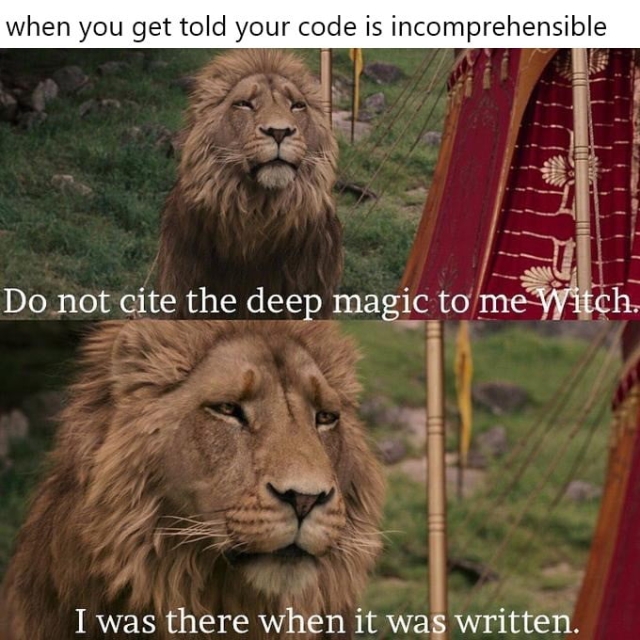 when you get told your code is incomprehensible
Do not cite the deep magic to me Witch.
I was there when it was written.